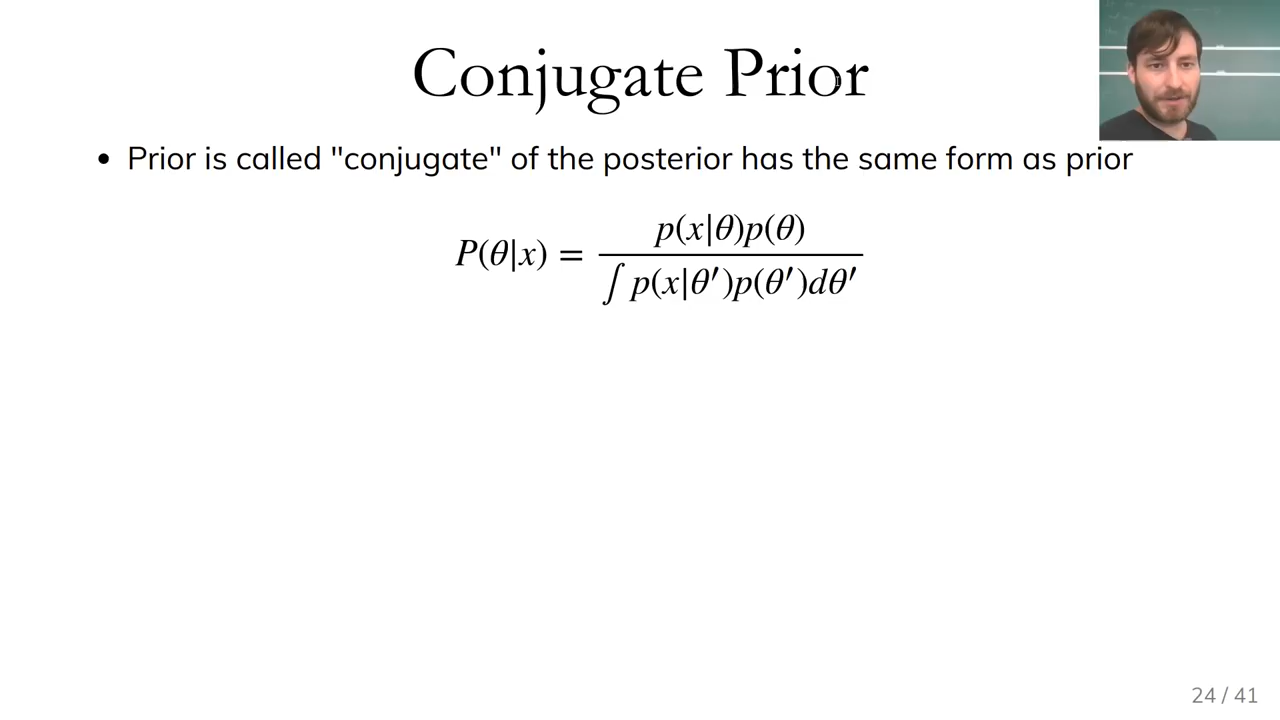 Conjugate Prior
• Prior is called "conjugate" of the posterior has the same form as prior
P(θ|x) = p(x|θ)p(θ) / ∫ p(x|θ′)p(θ′)dθ′
24 / 41